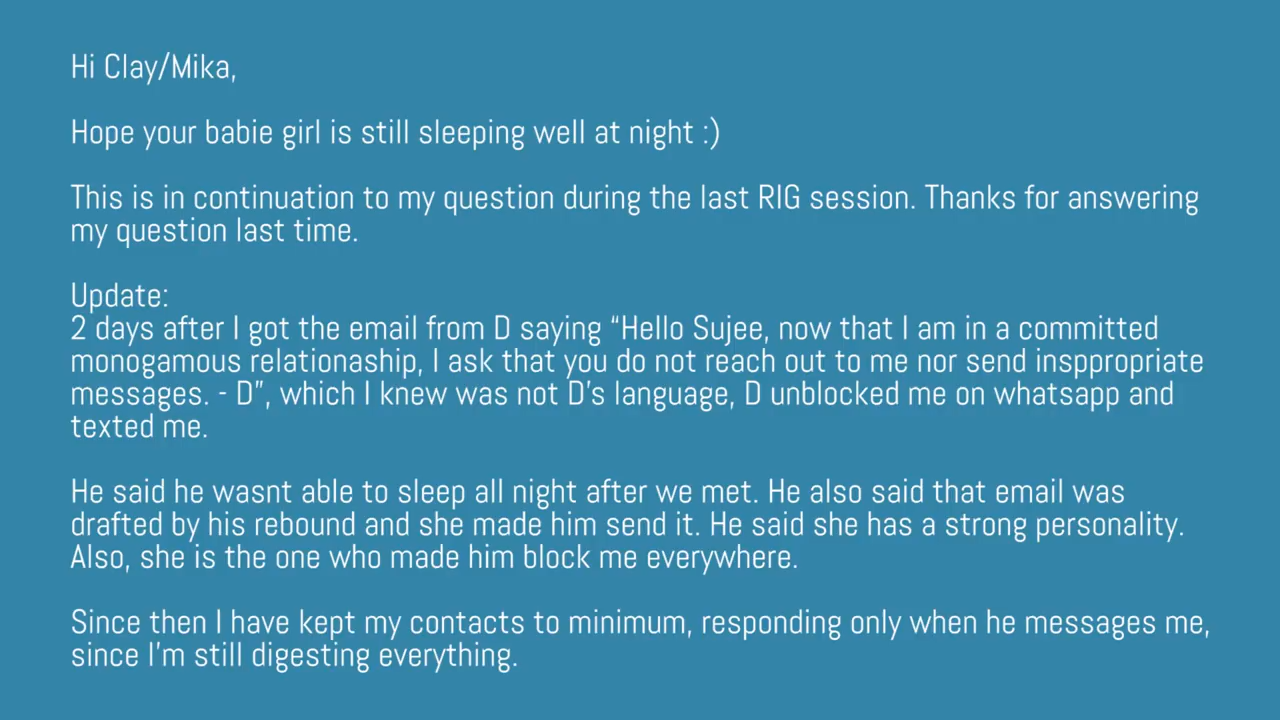 Hi Clay/Mika,
Hope your babie girl is still sleeping well at night :)
This is in continuation to my question during the last RIG session. Thanks for answering
my question last time.
Update:
2 days after I got the email from D saying “Hello Sujee, now that I am in a committed
monogamous relationaship, I ask that you do not reach out to me nor send insppropriate
messages. - D”, which I knew was not D’s language, D unblocked me on whatsapp and
texted me.
He said he wasnt able to sleep all night after we met. He also said that email was
drafted by his rebound and she made him send it. He said she has a strong personality.
Also, she is the one who made him block me everywhere.
Since then I have kept my contacts to minimum, responding only when he messages me,
since I’m still digesting everything.